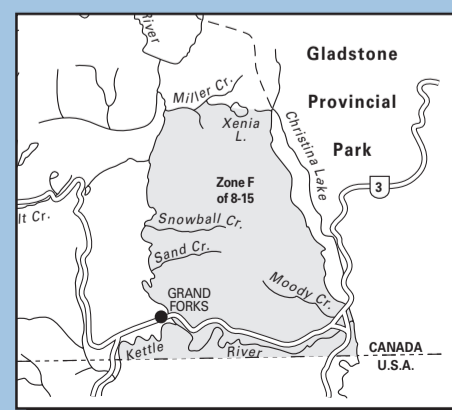 River
Gladstone
Provincial
Park
Miller Cr.
Xenia
L.
Christina Lake
3
Zone F
of 8-15
lt Cr.
Snowball Cr.
Sand Cr.
Moody Cr.
GRAND
FORKS
Kettle River
CANADA
U.S.A.